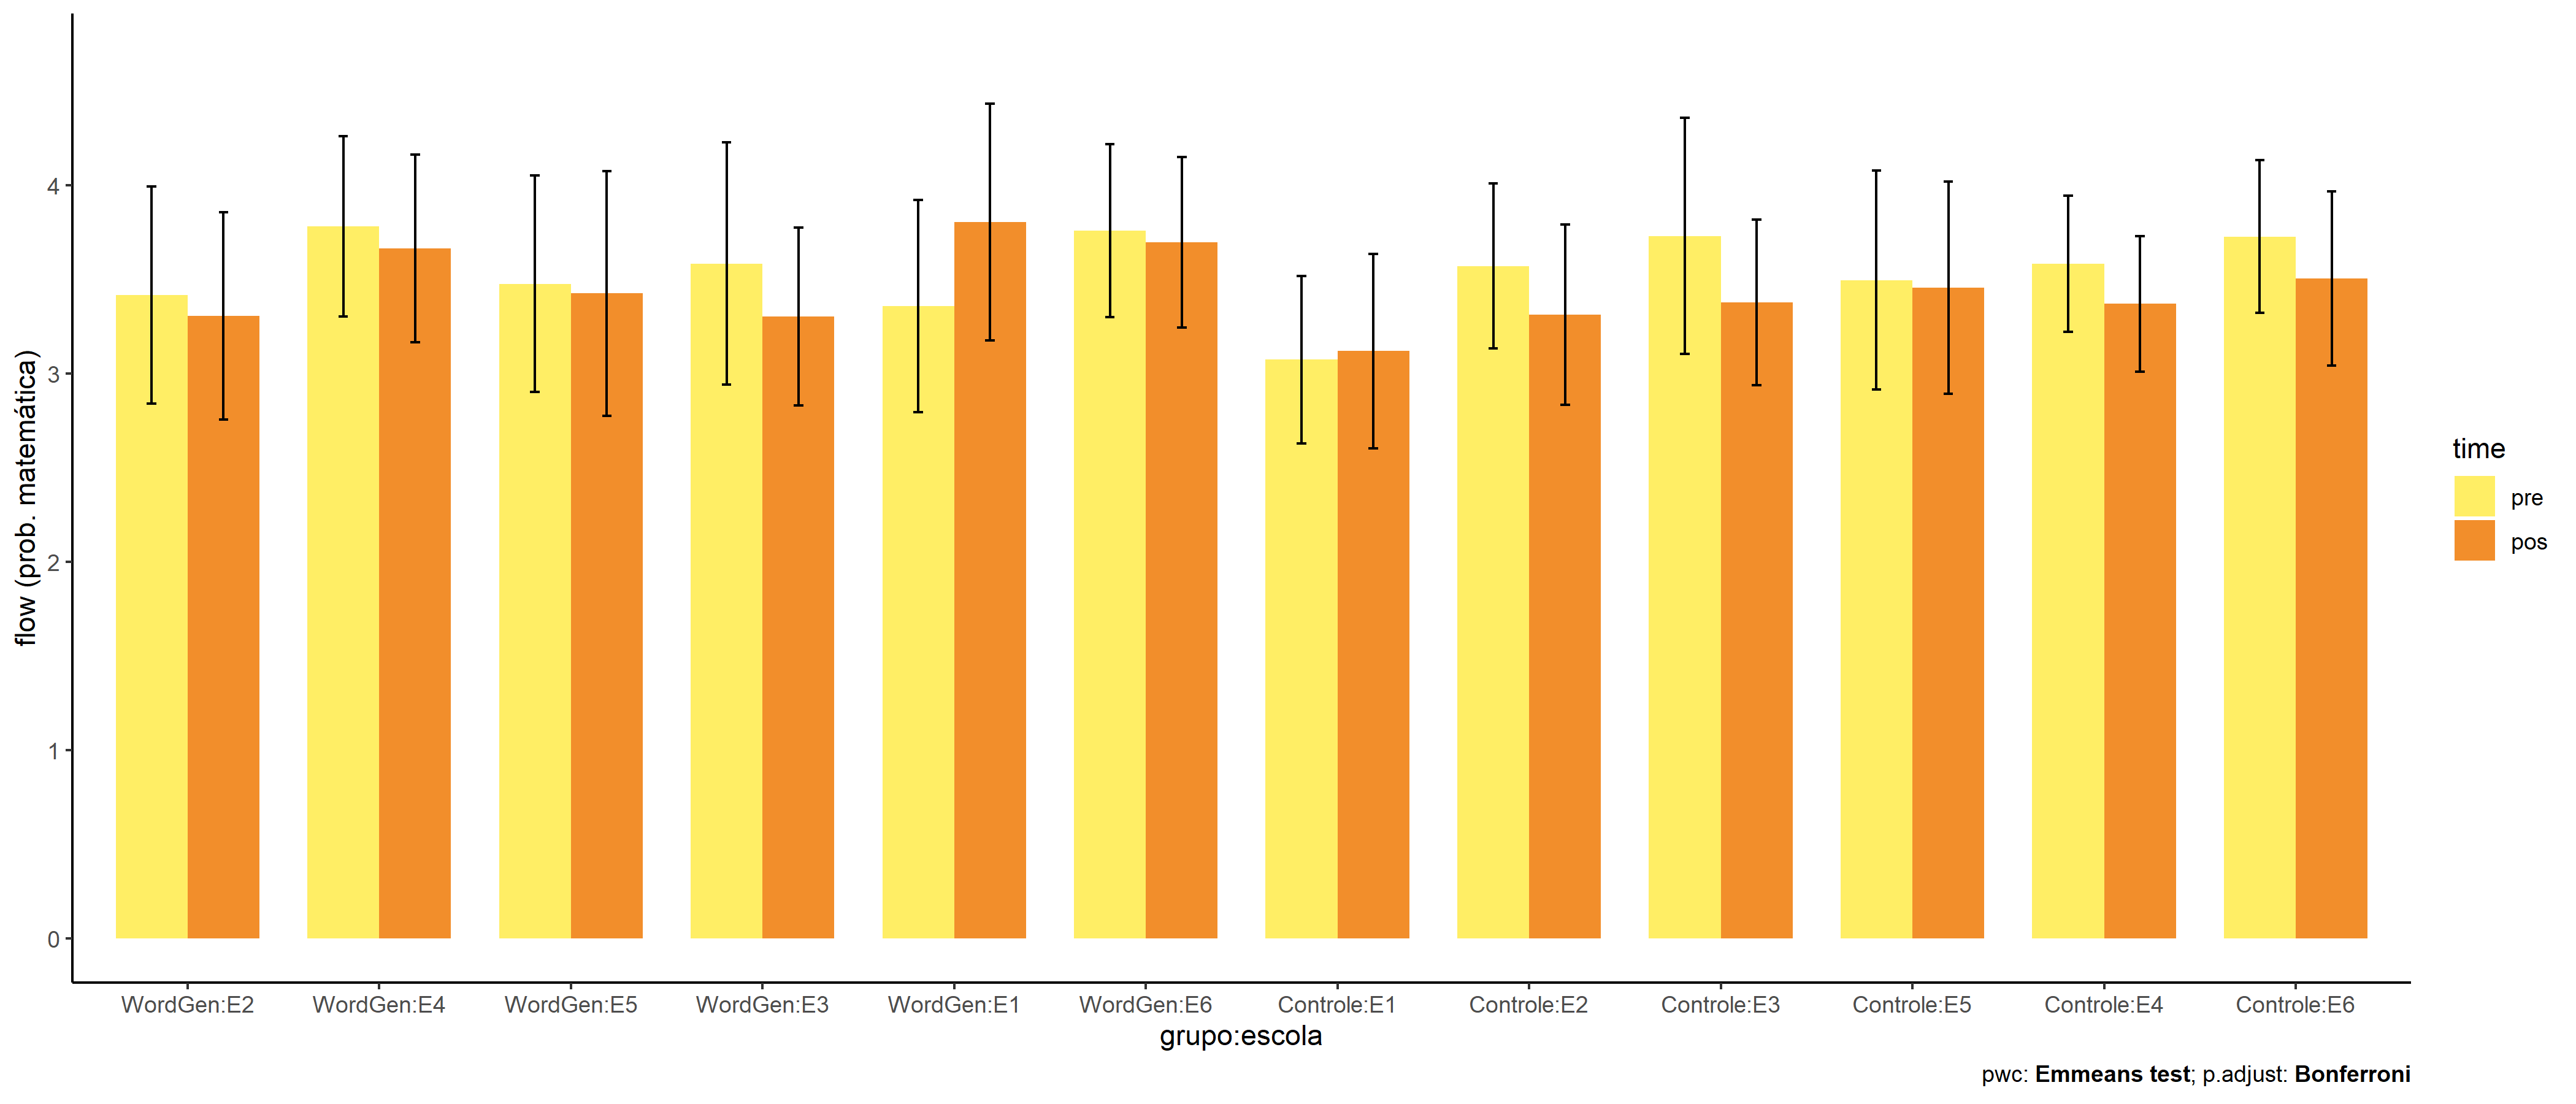 flow (prob. matemática)
4
3
2
1
0
WordGen:E2 WordGen:E4 WordGen:E5 WordGen:E3 WordGen:E1 WordGen:E6 Controle:E1 Controle:E2 Controle:E3 Controle:E5 Controle:E4 Controle:E6
grupo:escola
time
pre
pos
pwc: Emmeans test; p.adjust: Bonferroni